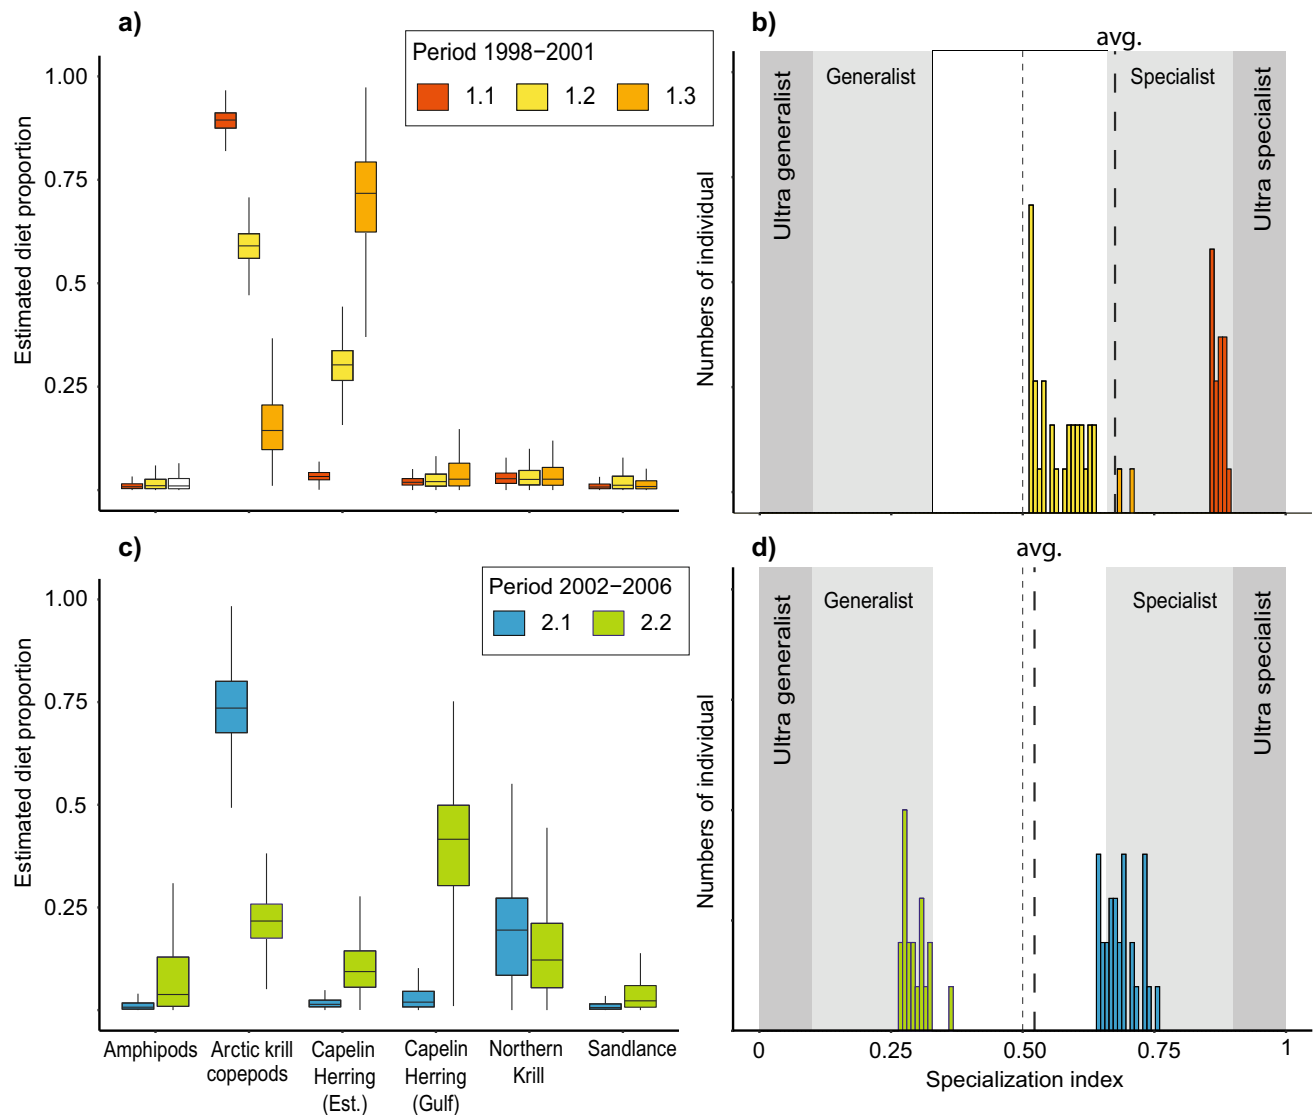 a)
Period 1998−2001
1.1 1.2 1.3
Estimated diet proportion
1.00
0.75
0.5
0.25
b)
avg.
Ultra generalist
Generalist
Specialist
Ultra specialist
Numbers of individual
c)
Period 2002−2006
2.1 2.2
Estimated diet proportion
1.00
0.75
0.5
0.25
Amphipods
Arctic krill
copepods
Capelin
Herring
(Est.)
Capelin
Herring
(Gulf)
Northern
Krill
Sandlance
d)
avg.
Ultra generalist
Generalist
Specialist
Ultra specialist
Numbers of individual
0 0.25 0.50 0.75 1
Specialization index